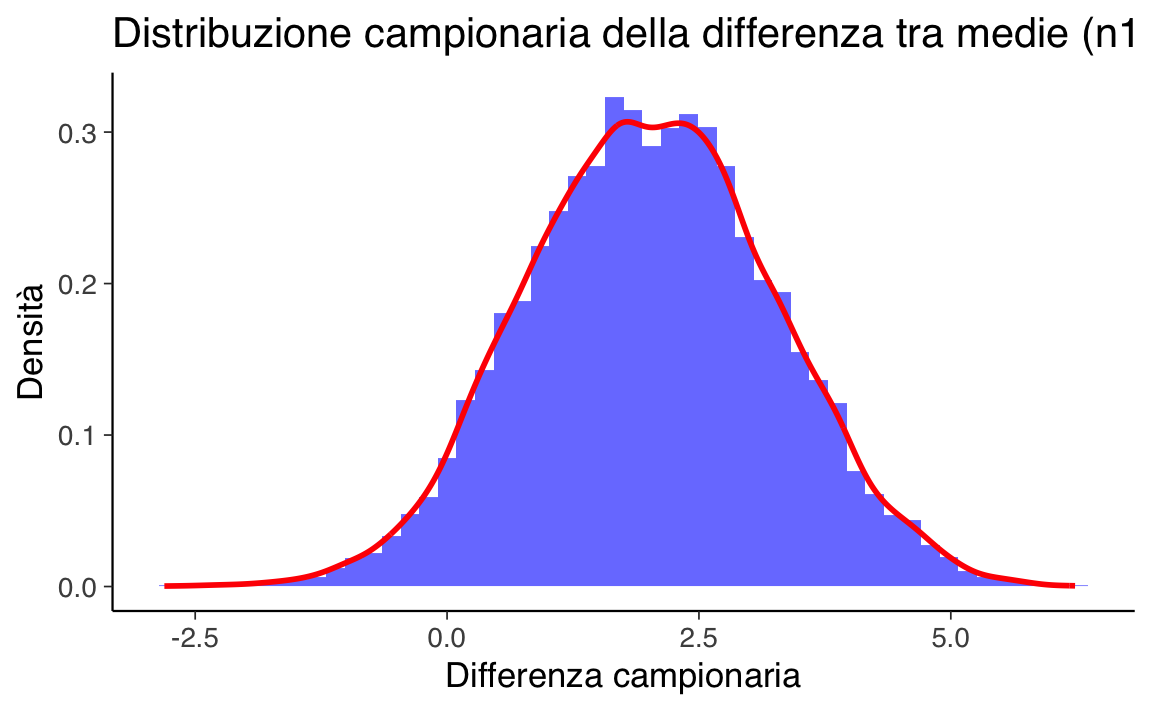 Distribuzione campionaria della differenza tra medie (n1
0.3
0.2
0.1
0.0
Densità
-2.5 0.0 2.5 5.0
Differenza campionaria